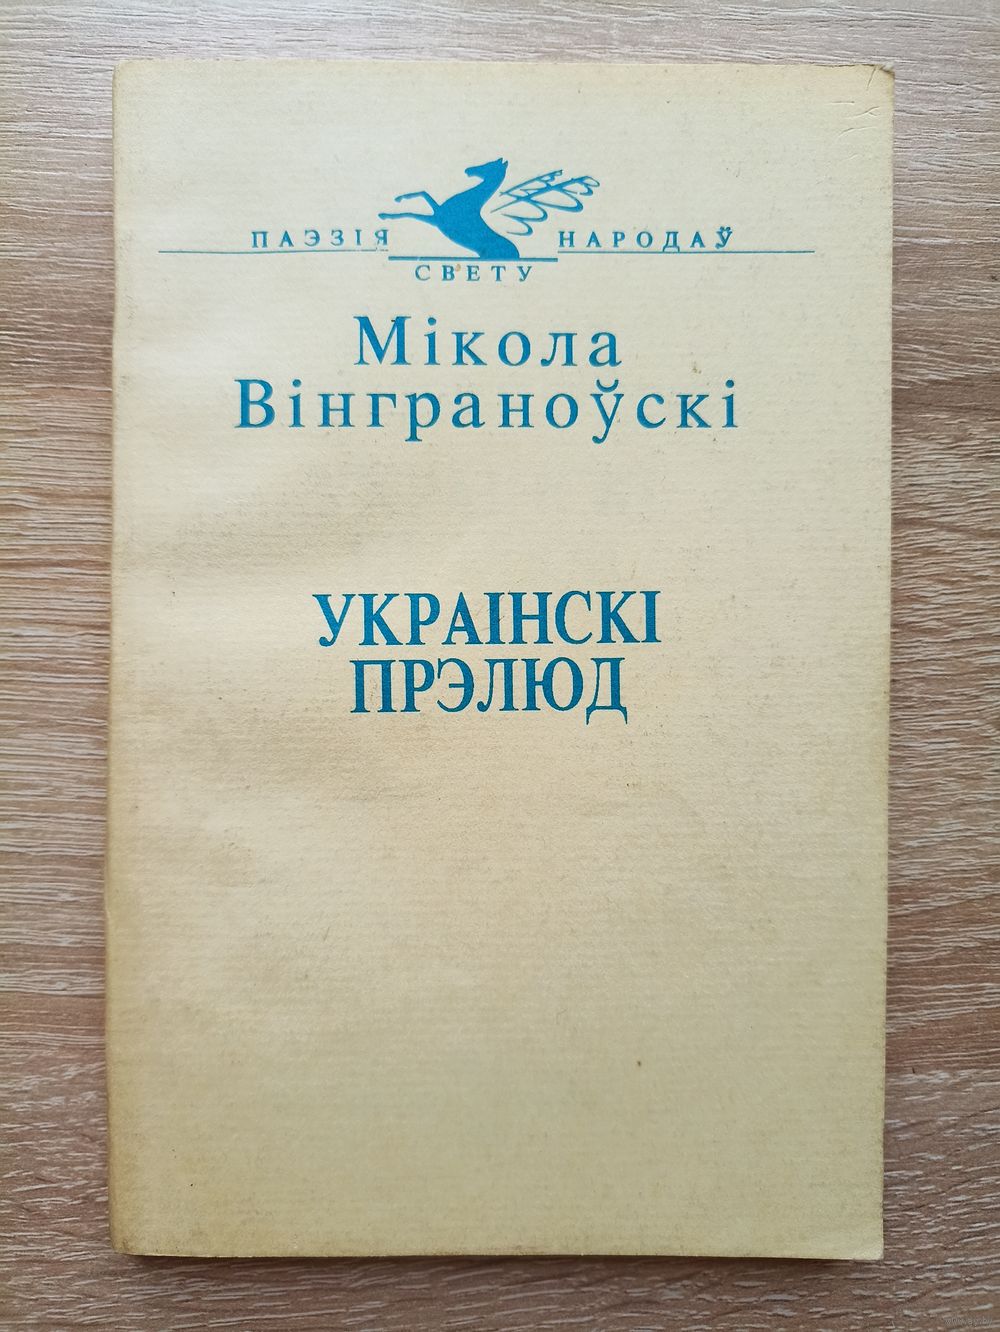 ПАЭЗІЯ НАРОДАЎ
СВЕТУ
Мікола
Вінграноўскі
УКРАІНСКІ
ПРЭЛЮД